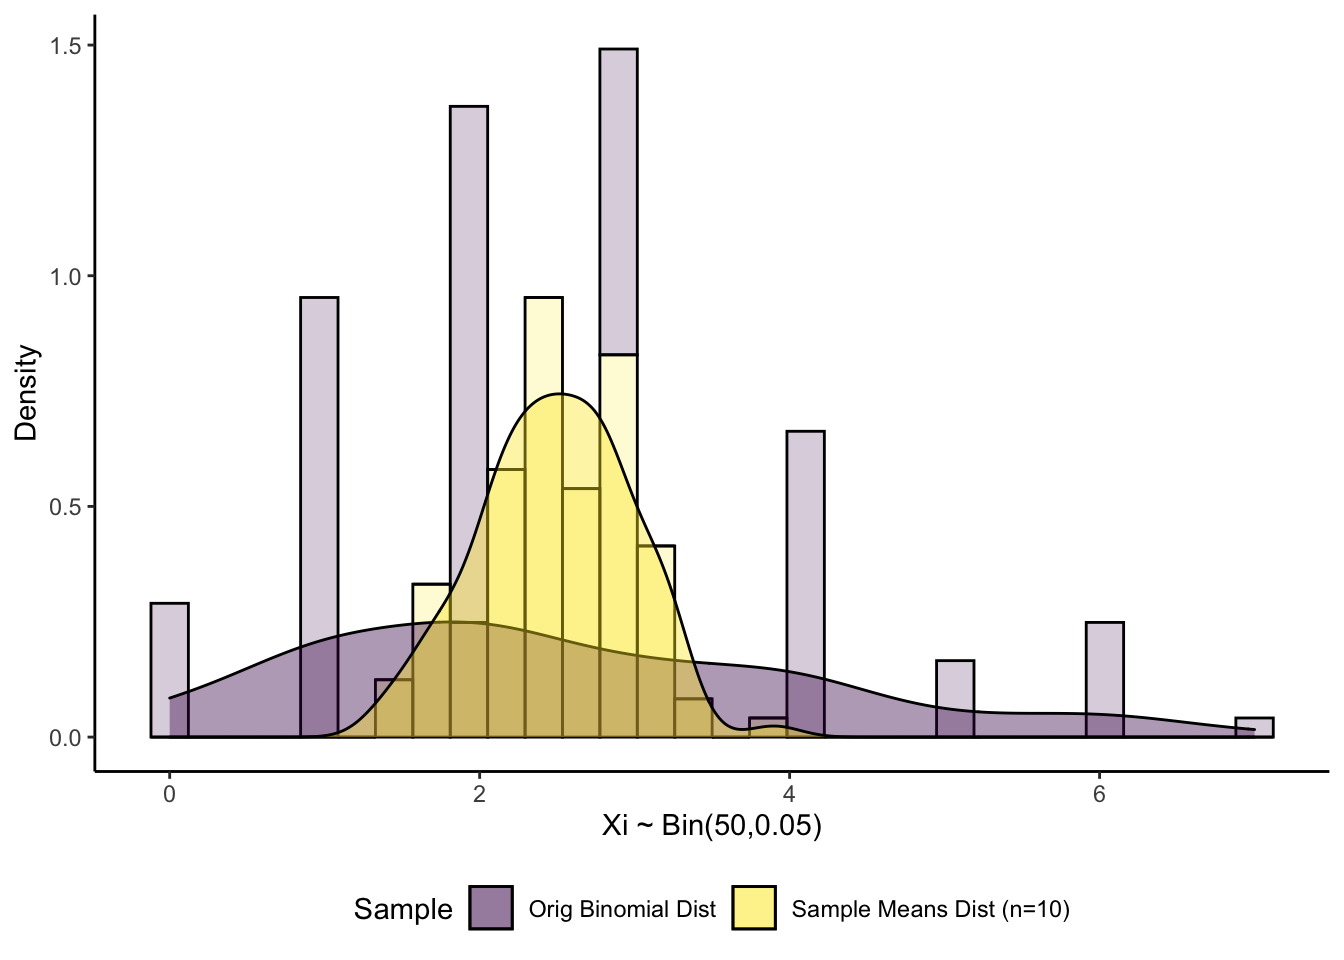 1.5
1.0
0.5
0.0
Density
0 2 4 6
Xi ~ Bin(50,0.05)
Sample Orig Binomial Dist Sample Means Dist (n=10)